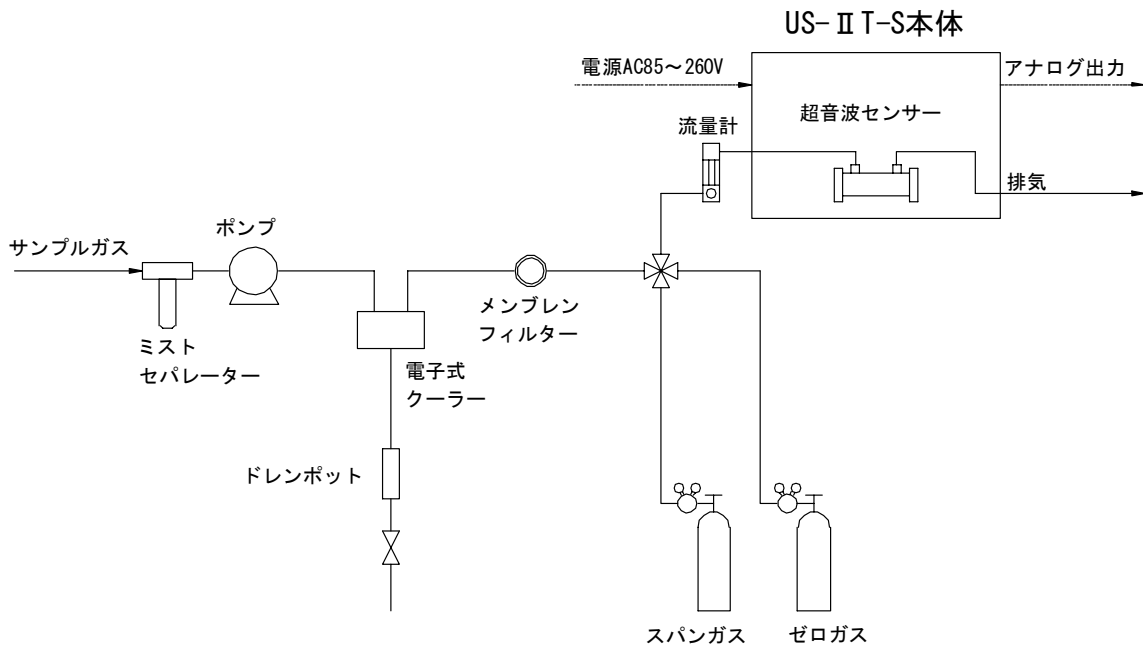 US-ⅡT-S本体
電源AC85～260V
アナログ出力
超音波センサー
流量計
排気
ポンプ
サンプルガス
メンブレン
フィルター
ミスト
セパレーター
電子式
クーラー
ドレンポット
スパンガス
ゼロガス